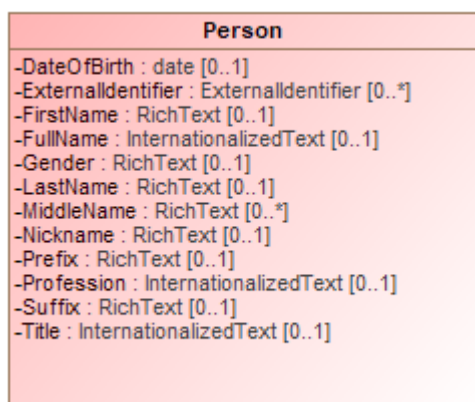 Person
-DateOfBirth : date [0..1]
-ExternalIdentifier : ExternalIdentifier [0..*]
-FirstName : RichText [0..1]
-FullName : InternationalizedText [0..1]
-Gender : RichText [0..1]
-LastName : RichText [0..1]
-MiddleName : RichText [0..*]
-Nickname : RichText [0..1]
-Prefix : RichText [0..1]
-Profession : InternationalizedText [0..1]
-Suffix : RichText [0..1]
-Title : InternationalizedText [0..1]